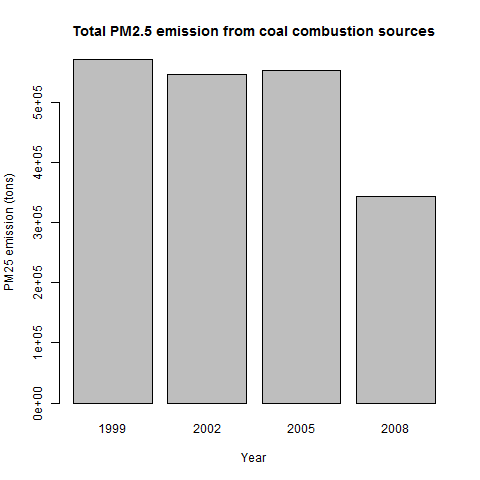 Total PM2.5 emission from coal combustion sources
PM25 emission (tons)
5e+05
4e+05
3e+05
2e+05
1e+05
0e+00
1999 2002 2005 2008
Year